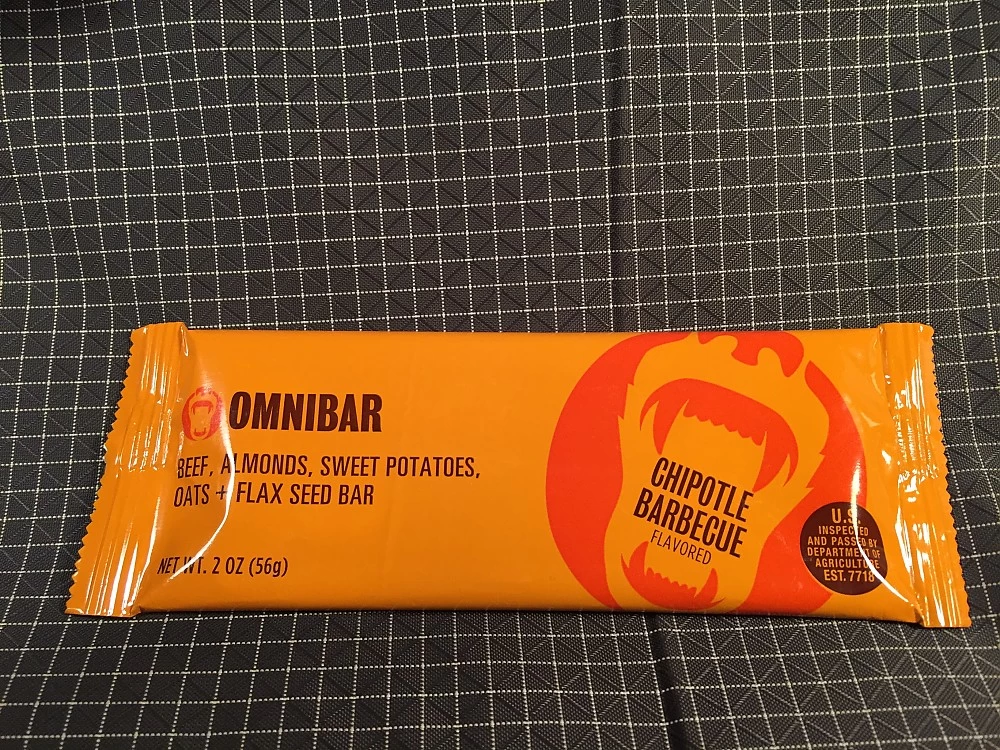 OMNIBAR
BEEF, ALMONDS, SWEET POTATOES,
OATS + FLAX SEED BAR
NET WT. 2 OZ (56g)
CHIPOTLE
BARBECUE
FLAVORED
U.S.
INSPECTED
AND PASSED BY
DEPARTMENT OF
AGRICULTURE
EST. 7718